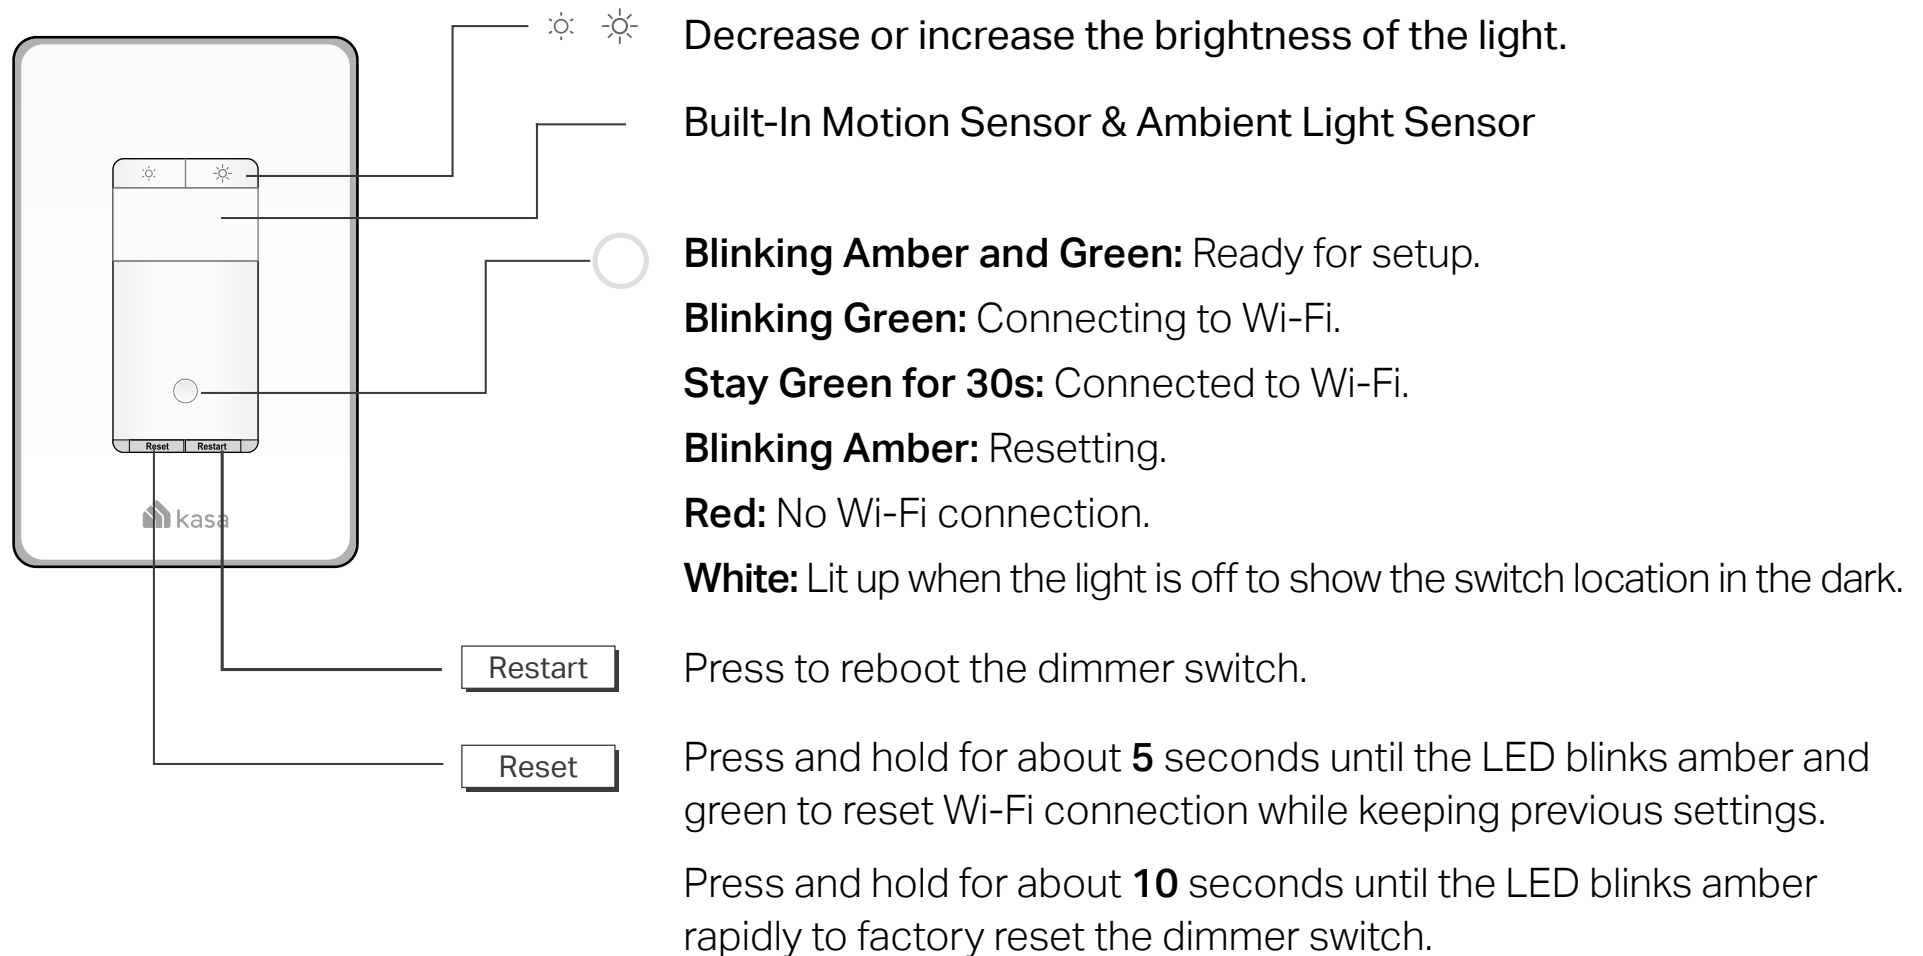 Decrease or increase the brightness of the light.
Built-In Motion Sensor & Ambient Light Sensor
Blinking Amber and Green: Ready for setup.
Blinking Green: Connecting to Wi-Fi.
Stay Green for 30s: Connected to Wi-Fi.
Blinking Amber: Resetting.
Reset Restart
kasa
Red: No Wi-Fi connection.
White: Lit up when the light is off to show the switch location in the dark.
Restart
Press to reboot the dimmer switch.
Reset
Press and hold for about 5 seconds until the LED blinks amber and
green to reset Wi-Fi connection while keeping previous settings.
Press and hold for about 10 seconds until the LED blinks amber
rapidly to factory reset the dimmer switch.